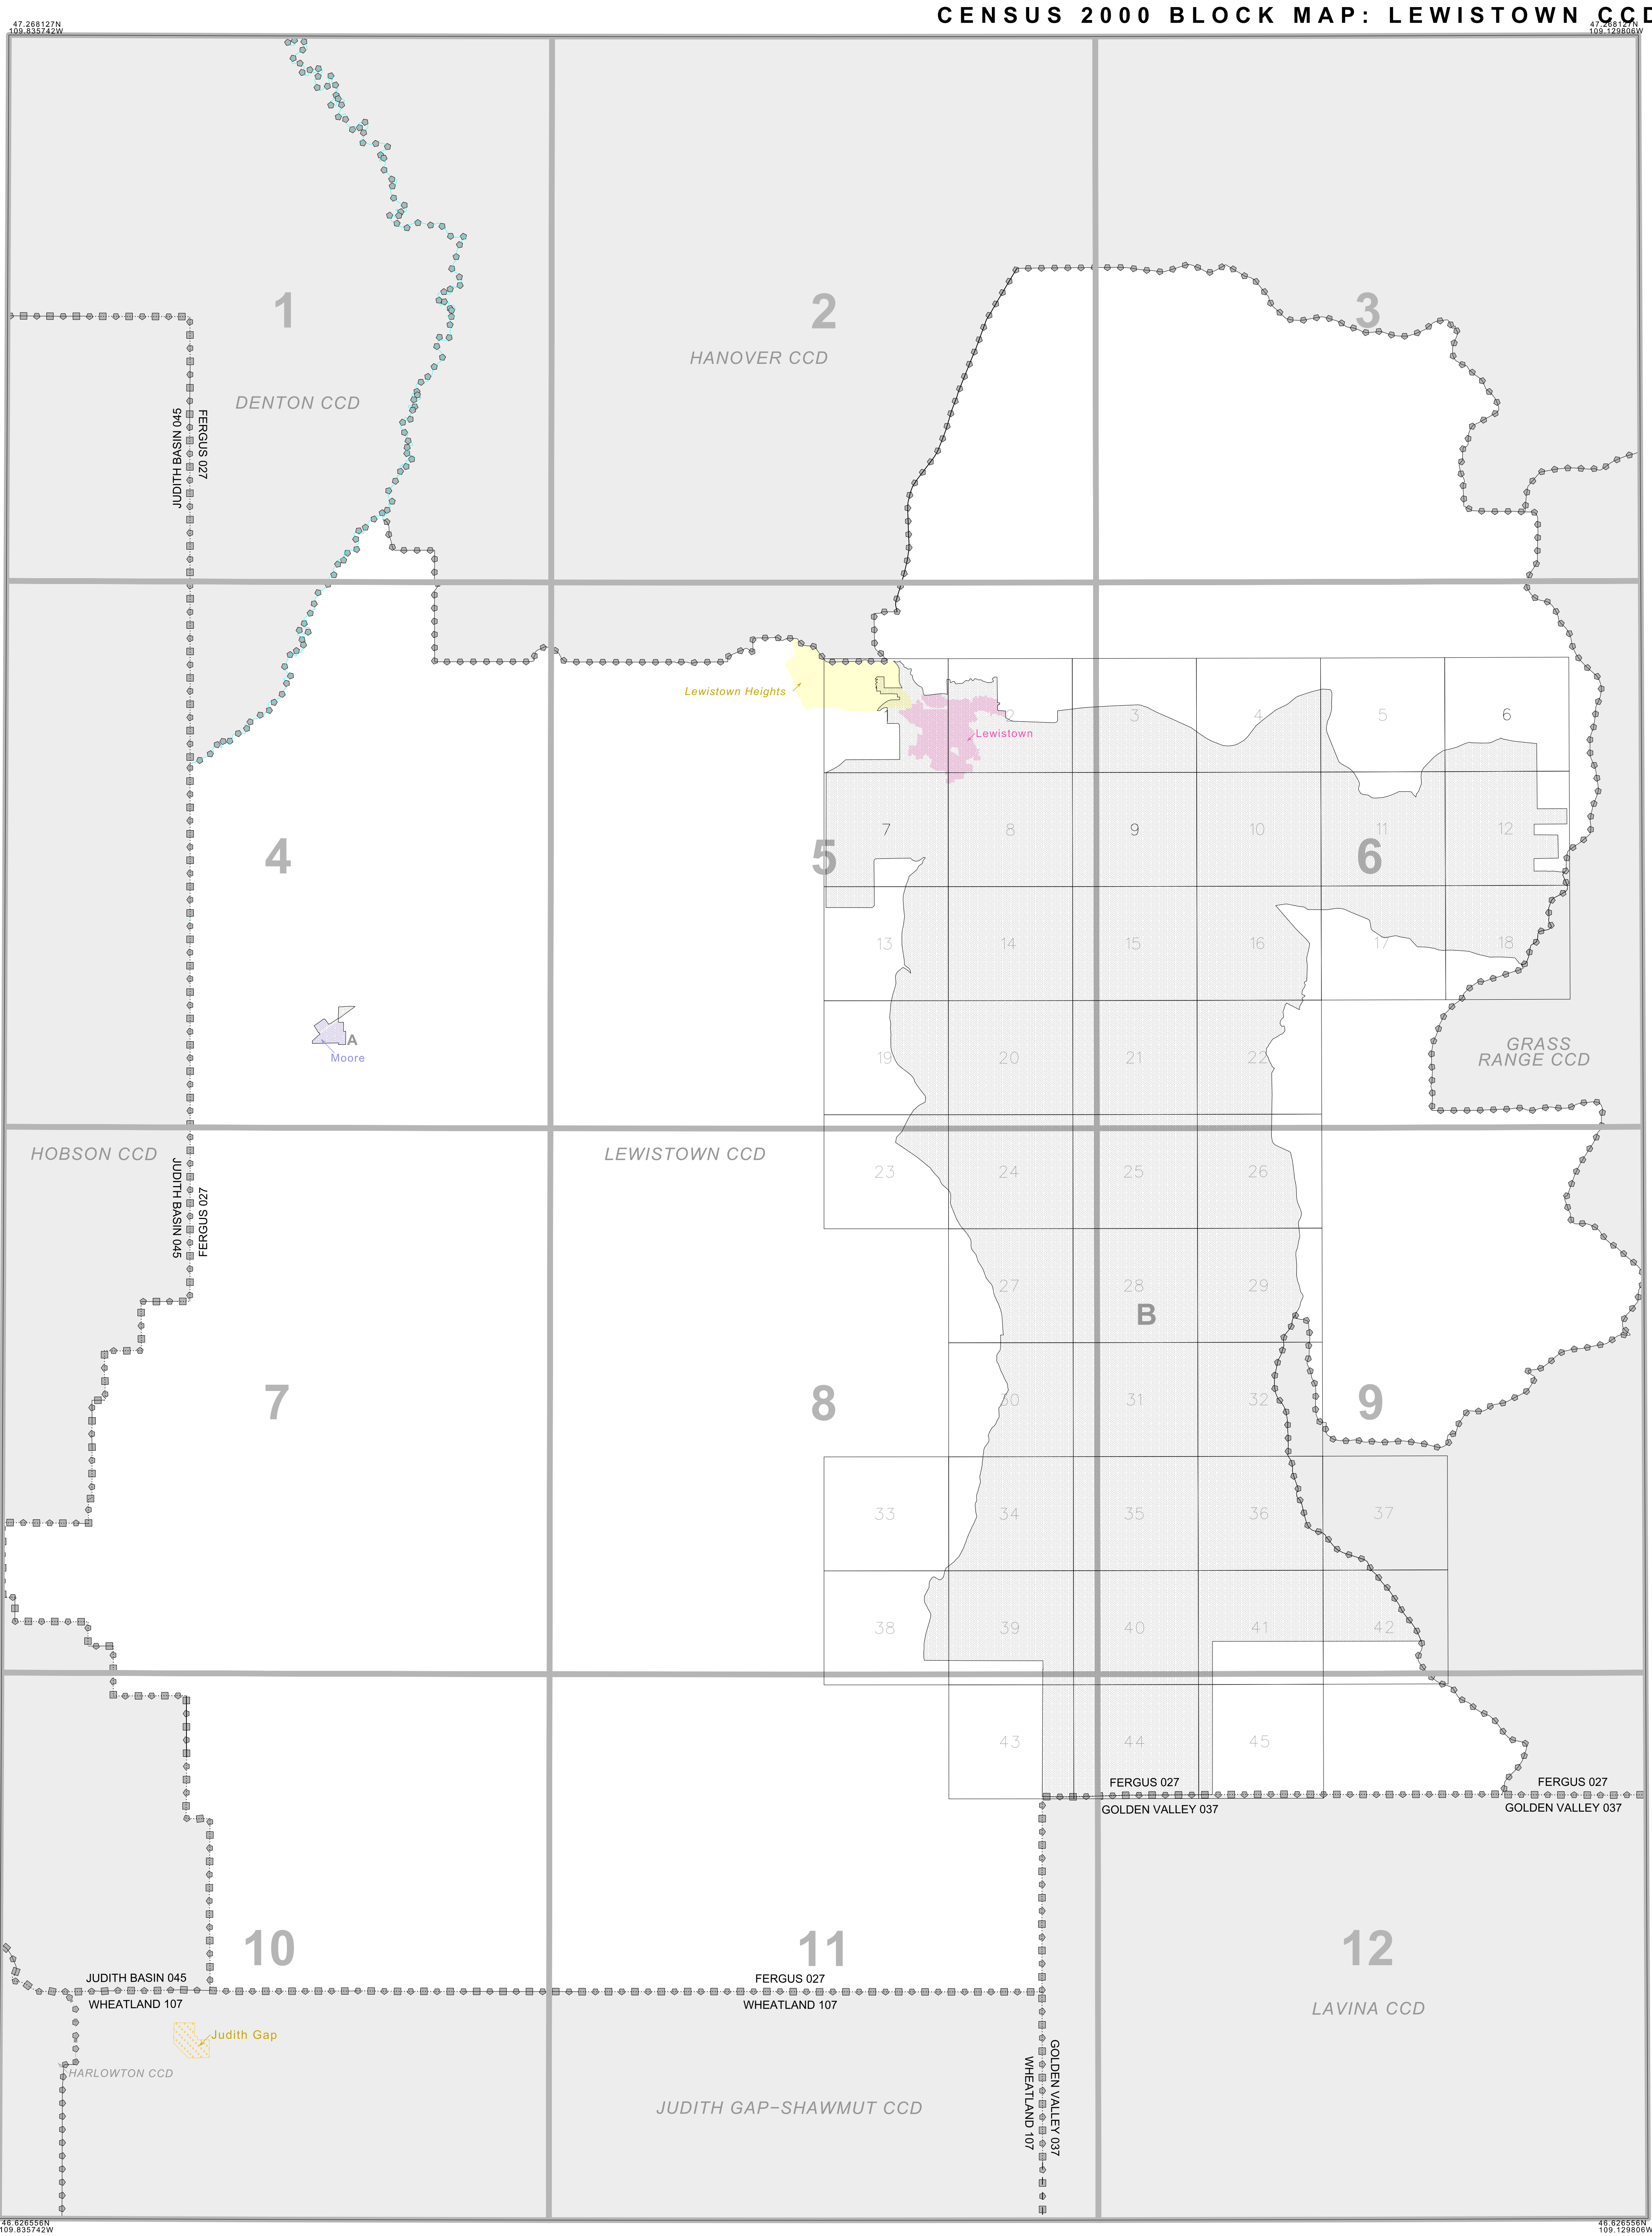 CENSUS 2000 BLOCK MAP: LEWISTOWN CCD
47.268127N
109.835742W
47.268127N
109.129806W
1
2
3
HANOVER CCD
DENTON CCD
JUDITH BASIN 045
FERGUS 027
Lewistown Heights
2
3
4
5
6
Lewistown
7
8
9
10
11
12
4
5
6
13
14
15
16
17
18
A
Moore
19
20
21
22
GRASS
RANGE CCD
HOBSON CCD
LEWISTOWN CCD
JUDITH BASIN 045
FERGUS 027
23
24
25
26
27
28
29
B
7
8
9
30
31
32
33
34
35
36
37
38
39
40
41
42
43
44
45
FERGUS 027
GOLDEN VALLEY 037
FERGUS 027
GOLDEN VALLEY 037
10
11
12
JUDITH BASIN 045
WHEATLAND 107
FERGUS 027
WHEATLAND 107
LAVINA CCD
Judith Gap
HARLOWTON CCD
WHEATLAND 107
GOLDEN VALLEY 037
JUDITH GAP-SHAWMUT CCD
46.626556N
109.835742W
46.626556N
109.129806W